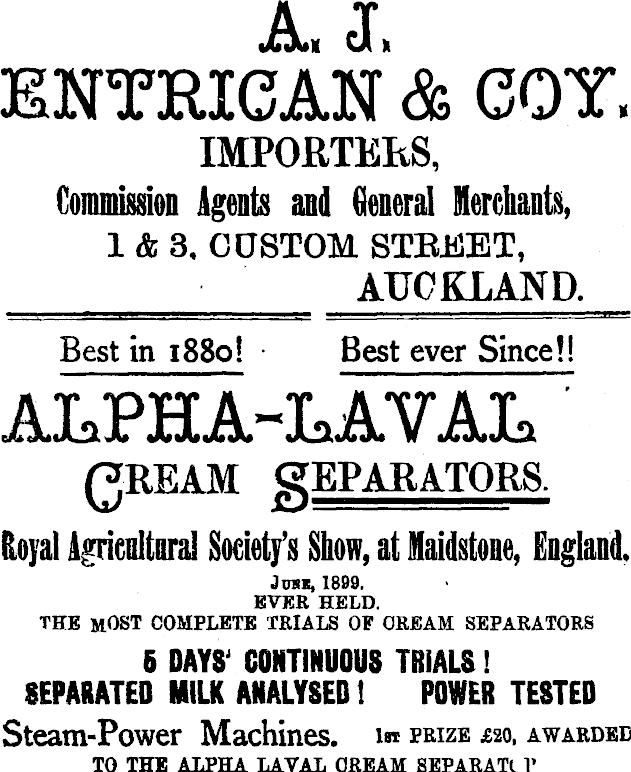 A. J.
ENTRICAN & COY.
IMPORTERS,
Commission Agents and General Merchants,
1 & 3, CUSTOM STREET,
AUCKLAND.
Best in 1880! Best ever Since!!
ALPHA-LAVAL
CREAM SEPARATORS.
Royal Agricultural Society's Show, at Maidstone, England,
JUNE, 1899.
EVER HELD.
THE MOST COMPLETE TRIALS OF CREAM SEPARATORS
5 DAYS' CONTINUOUS TRIALS!
SEPARATED MILK ANALYSED! POWER TESTED
Steam-Power Machines. 1ST PRIZE £20, AWARDED
TO THE ALPHA LAVAL CREAM